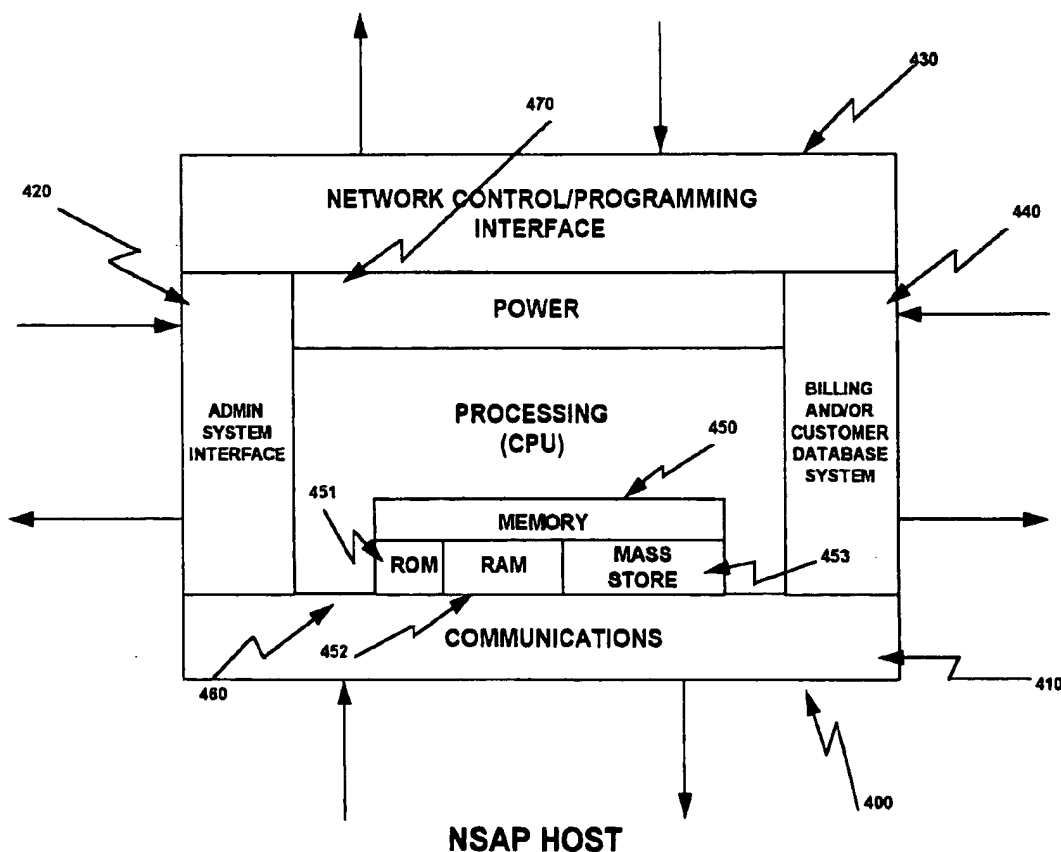 430
470
NETWORK CONTROL/PROGRAMMING
INTERFACE
420
440
POWER
ADMIN
SYSTEM
INTERFACE
PROCESSING
(CPU)
BILLING
AND/OR
CUSTOMER
DATABASE
SYSTEM
450
451
MEMORY
ROM
RAM
MASS
STORE
453
COMMUNICATIONS
452
460
410
400
NSAP HOST